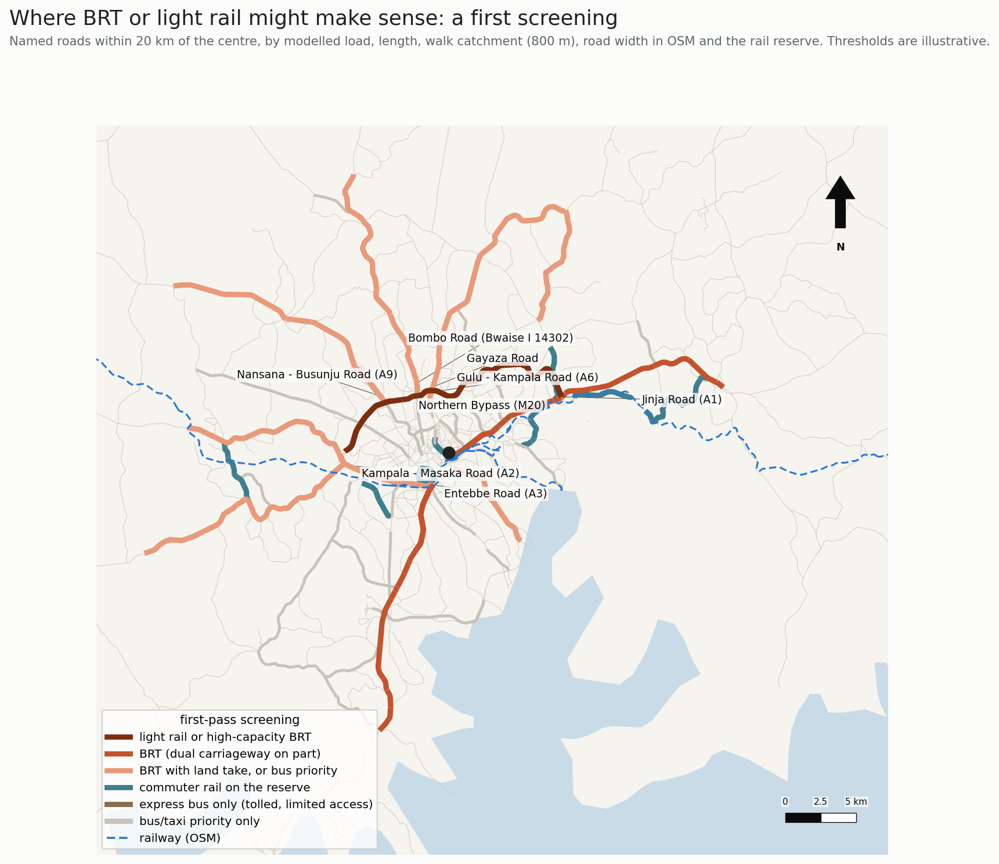 Where BRT or light rail might make sense: a first screening
Named roads within 20 km of the centre, by modelled load, length, walk catchment (800 m), road width in OSM and the rail reserve. Thresholds are illustrative.
N
Bombo Road (Bwaise I 14302)
Gayaza Road
Nansana - Busunju Road (A9)
Gulu - Kampala Road (A6)
Jinja Road (A1)
Northern Bypass (M20)
Kampala - Masaka Road (A2)
Entebbe Road (A3)
first-pass screening
light rail or high-capacity BRT
BRT (dual carriageway on part)
BRT with land take, or bus priority
commuter rail on the reserve
express bus only (tolled, limited access)
bus/taxi priority only
railway (OSM)
0 2.5 5 km